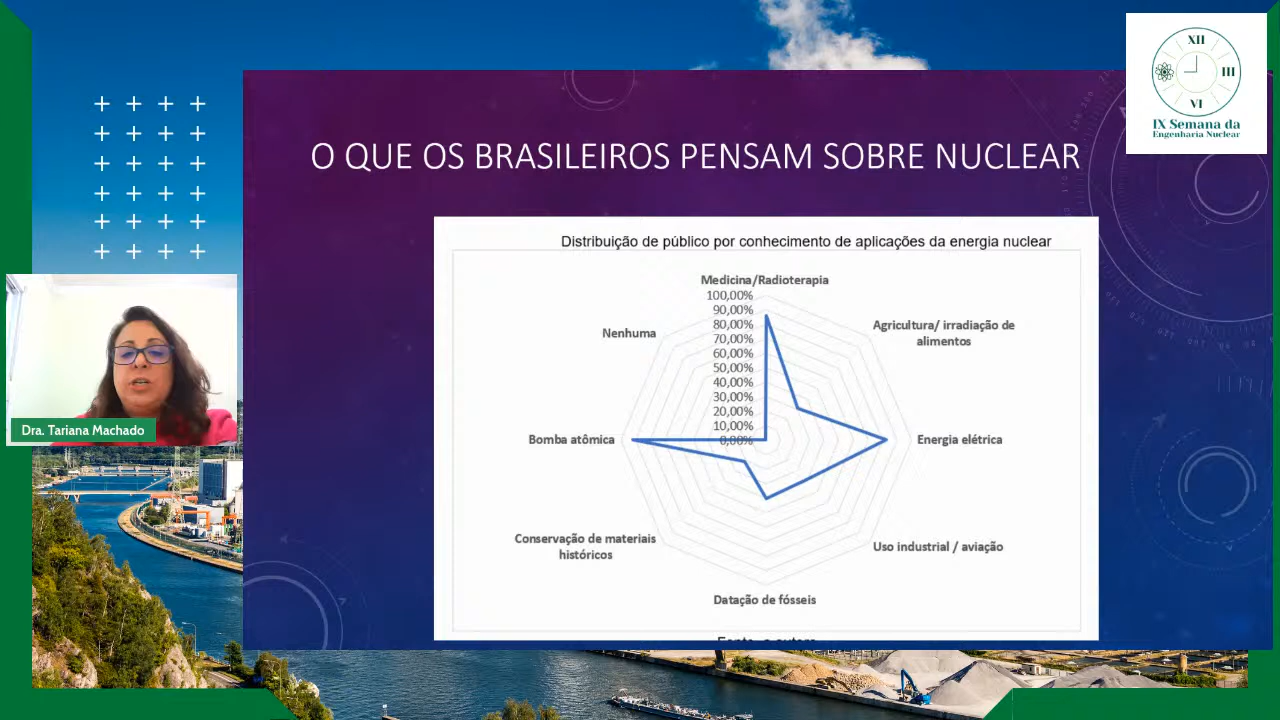 XII
III
VI
IX Semana da
Engenharia Nuclear
O QUE OS BRASILEIROS PENSAM SOBRE NUCLEAR
Distribuição de público por conhecimento de aplicações da energia nuclear
Medicina/Radioterapia
100,00%
90,00%
80,00%
70,00%
60,00%
50,00%
40,00%
30,00%
20,00%
10,00%
0,00%
Agricultura/ irradiação de
alimentos
Energia elétrica
Uso industrial / aviação
Datação de fósseis
Conservação de materiais
históricos
Bomba atômica
Nenhuma
Dra. Tariana Machado